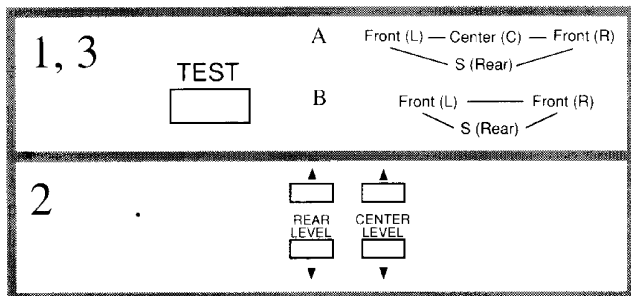 1, 3
TEST
A
Front (L) — Center (C) — Front (R)
S (Rear)
B
Front (L) — Front (R)
S (Rear)
2
▲ ▲
REAR CENTER
LEVEL LEVEL
▼ ▼